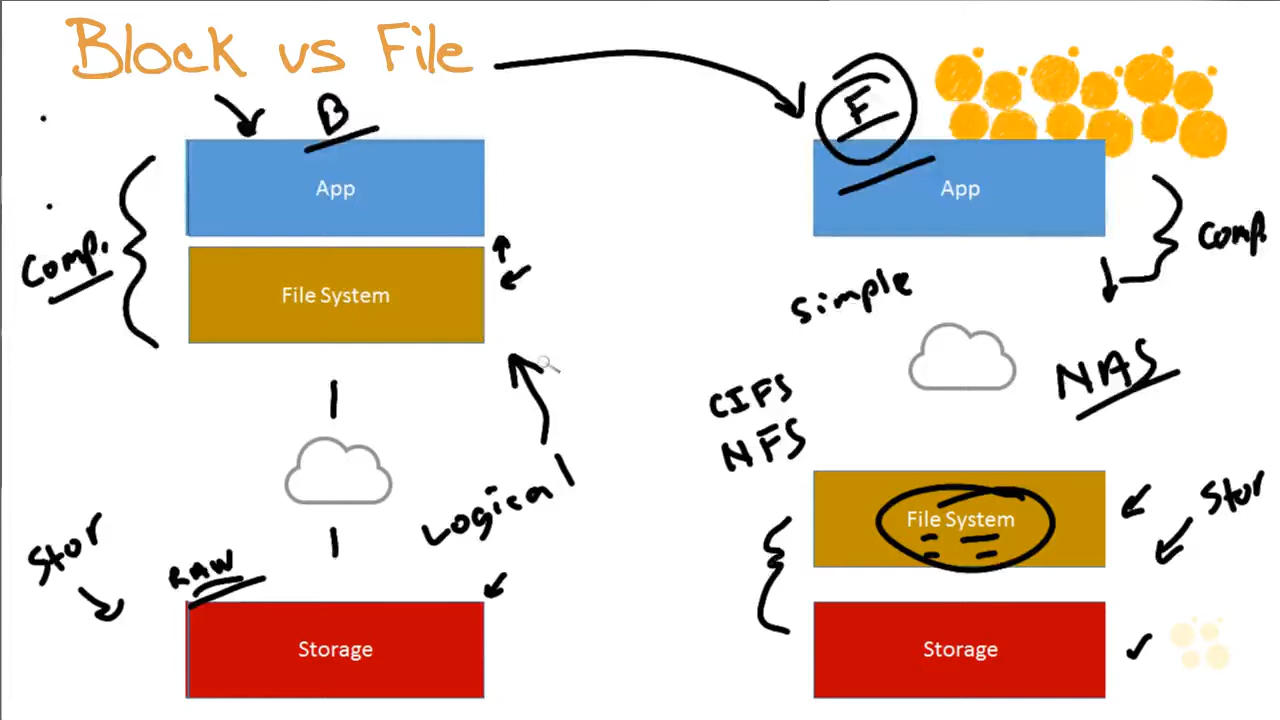 Block vs File
B
App
Comp.
File System
Logical
Stor
RAW
Storage
F
App
Comp.
Simple
NAS
CIFS
NFS
File System
Stor
Storage